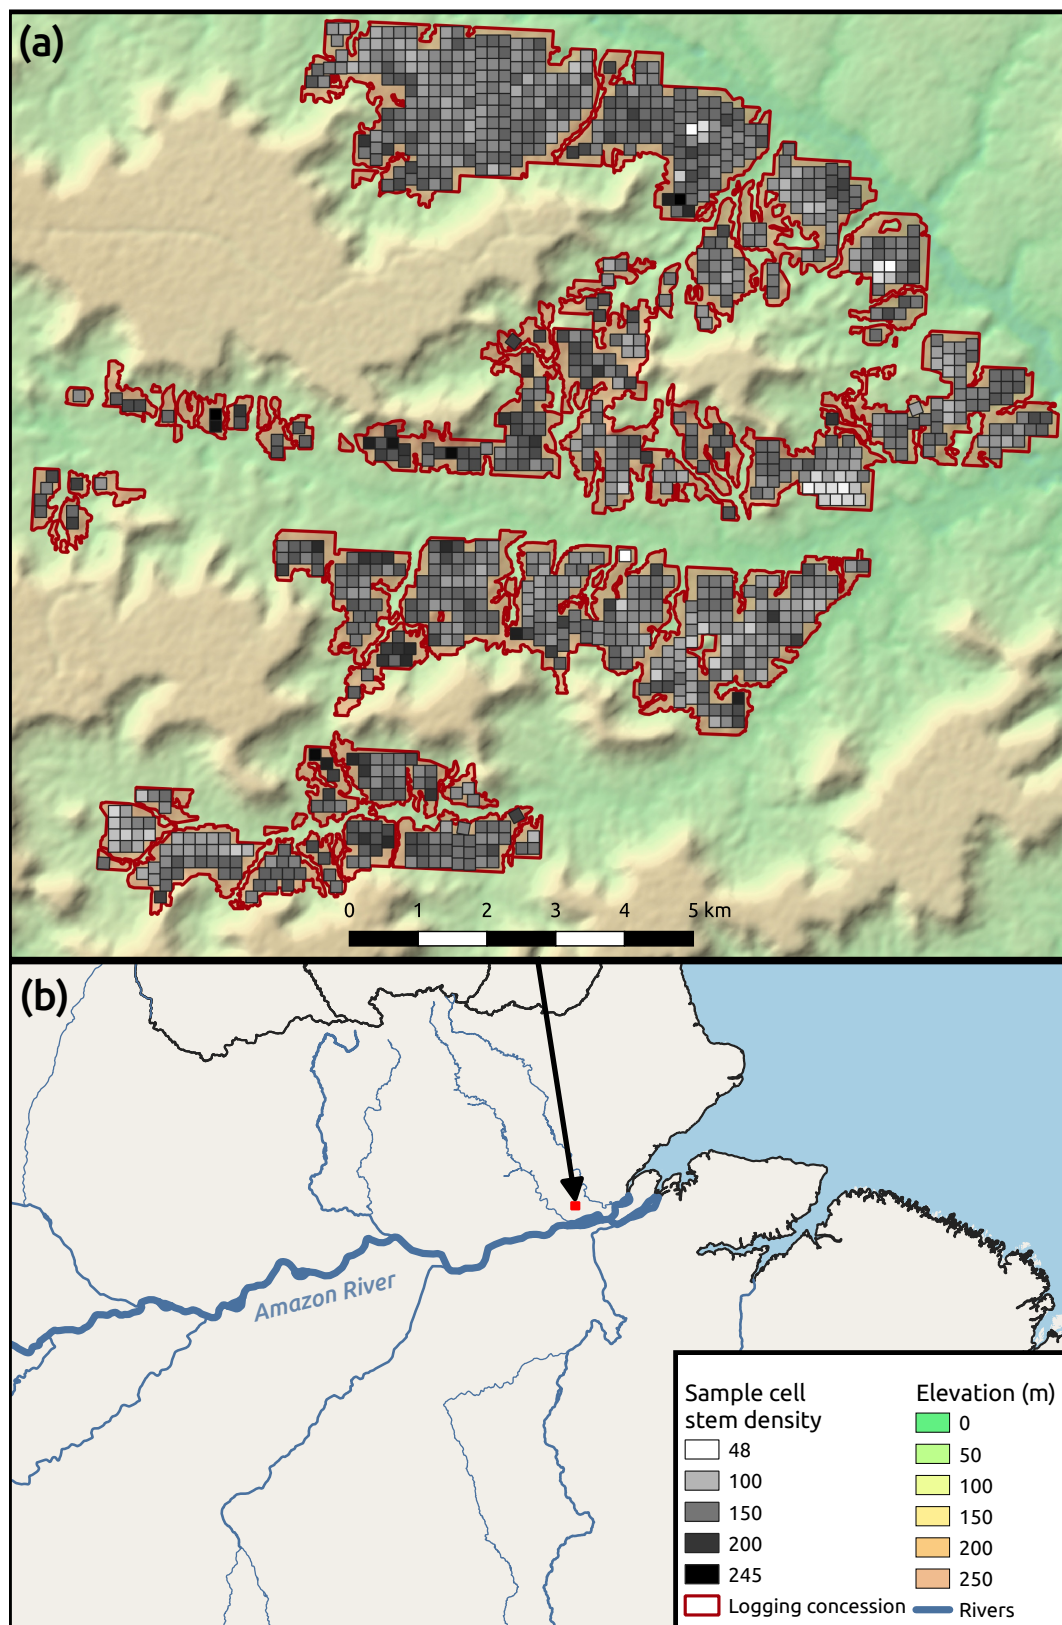 (a)
0 1 2 3 4 5 km
(b)
Amazon River
Sample cell
stem density
48
100
150
200
245
Logging concession
Elevation (m)
0
50
100
150
200
250
Rivers